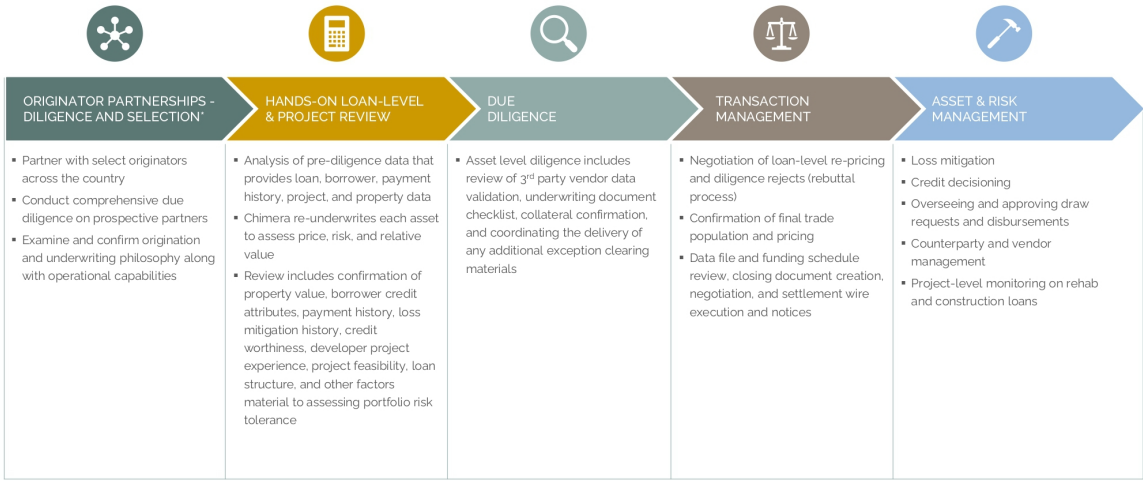 ORIGINATOR PARTNERSHIPS -
DILIGENCE AND SELECTION*
▪ Partner with select originators
across the country
▪ Conduct comprehensive due
diligence on prospective partners
▪ Examine and confirm origination
and underwriting philosophy along
with operational capabilities
HANDS-ON LOAN-LEVEL
& PROJECT REVIEW
▪ Analysis of pre-diligence data that
provides loan, borrower, payment
history, project, and property data
▪ Chimera re-underwrites each asset
to assess price, risk, and relative
value
▪ Review includes confirmation of
property value, borrower credit
attributes, payment history, loss
mitigation history, credit
worthiness, developer project
experience, project feasibility, loan
structure, and other factors
material to assessing portfolio risk
tolerance
DUE
DILIGENCE
▪ Asset level diligence includes
review of 3rd party vendor data
validation, underwriting document
checklist, collateral confirmation,
and coordinating the delivery of
any additional exception clearing
materials
TRANSACTION
MANAGEMENT
▪ Negotiation of loan-level re-pricing
and diligence rejects (rebuttal
process)
▪ Confirmation of final trade
population and pricing
▪ Data file and funding schedule
review, closing document creation,
negotiation, and settlement wire
execution and notices
ASSET & RISK
MANAGEMENT
▪ Loss mitigation
▪ Credit decisioning
▪ Overseeing and approving draw
requests and disbursements
▪ Counterparty and vendor
management
▪ Project-level monitoring on rehab
and construction loans